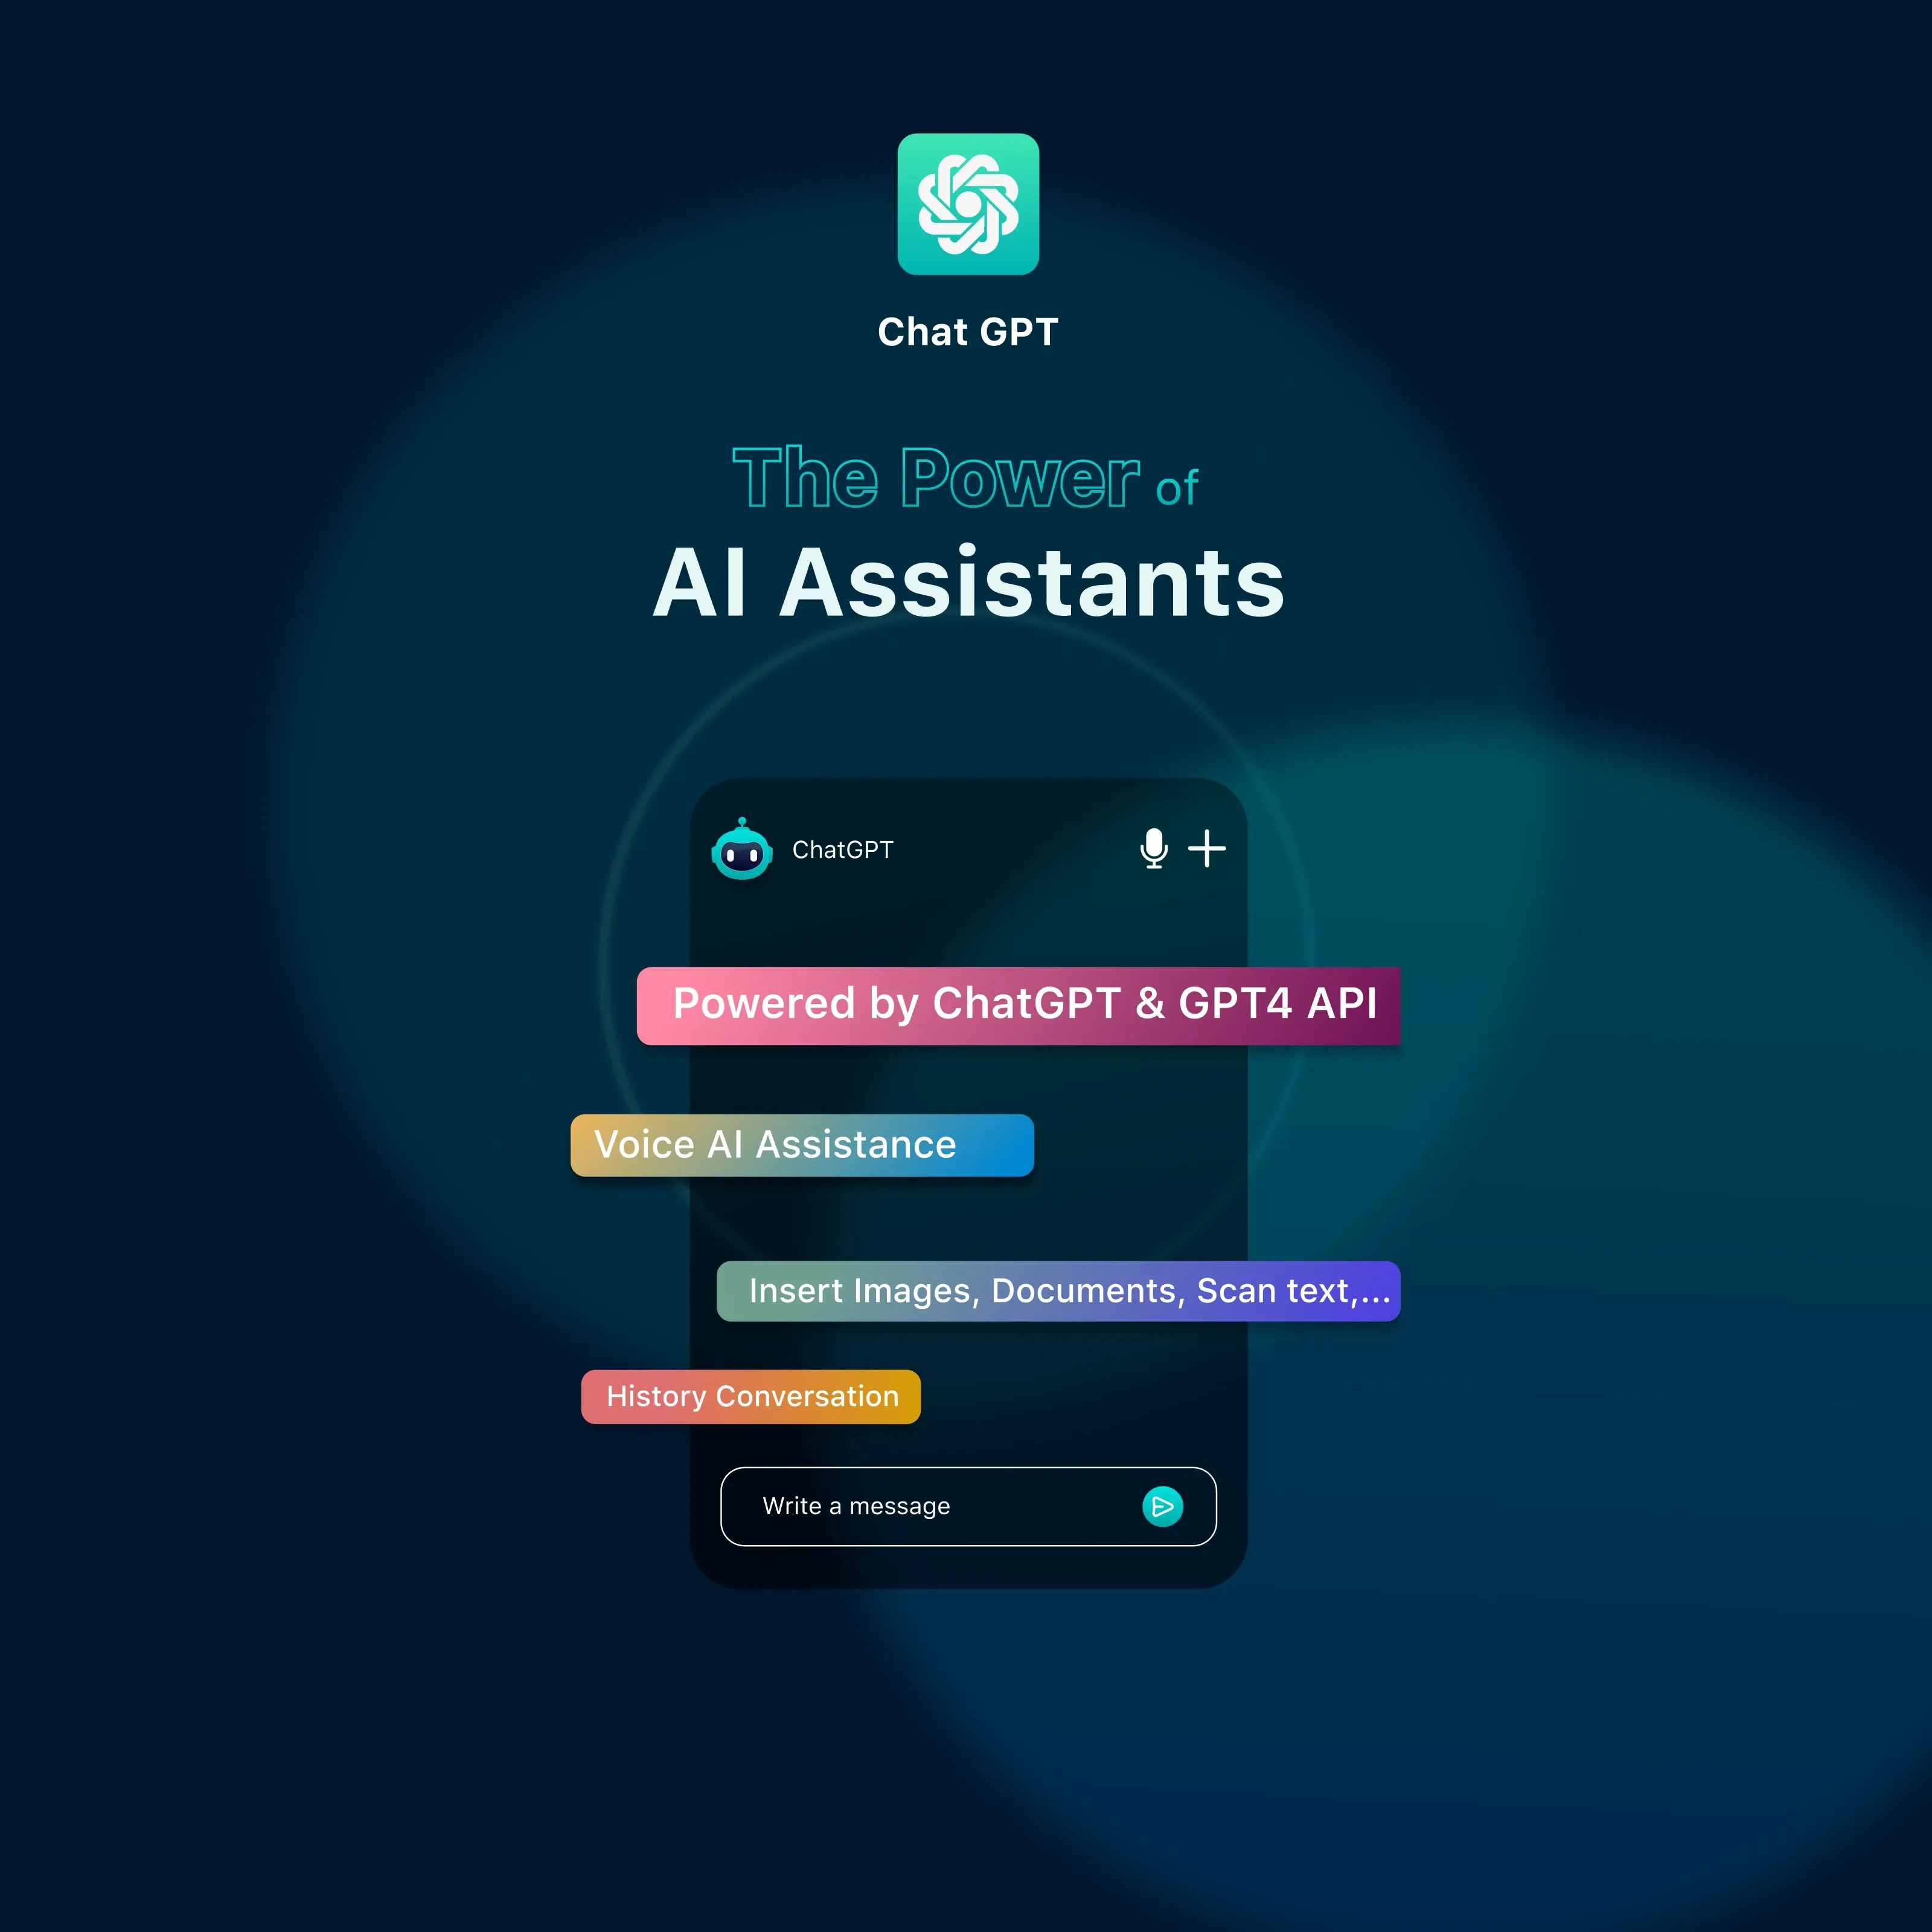 Chat GPT
The Power of
AI Assistants
ChatGPT
Powered by ChatGPT & GPT4 API
Voice AI Assistance
Insert Images, Documents, Scan text,...
History Conversation
Write a message